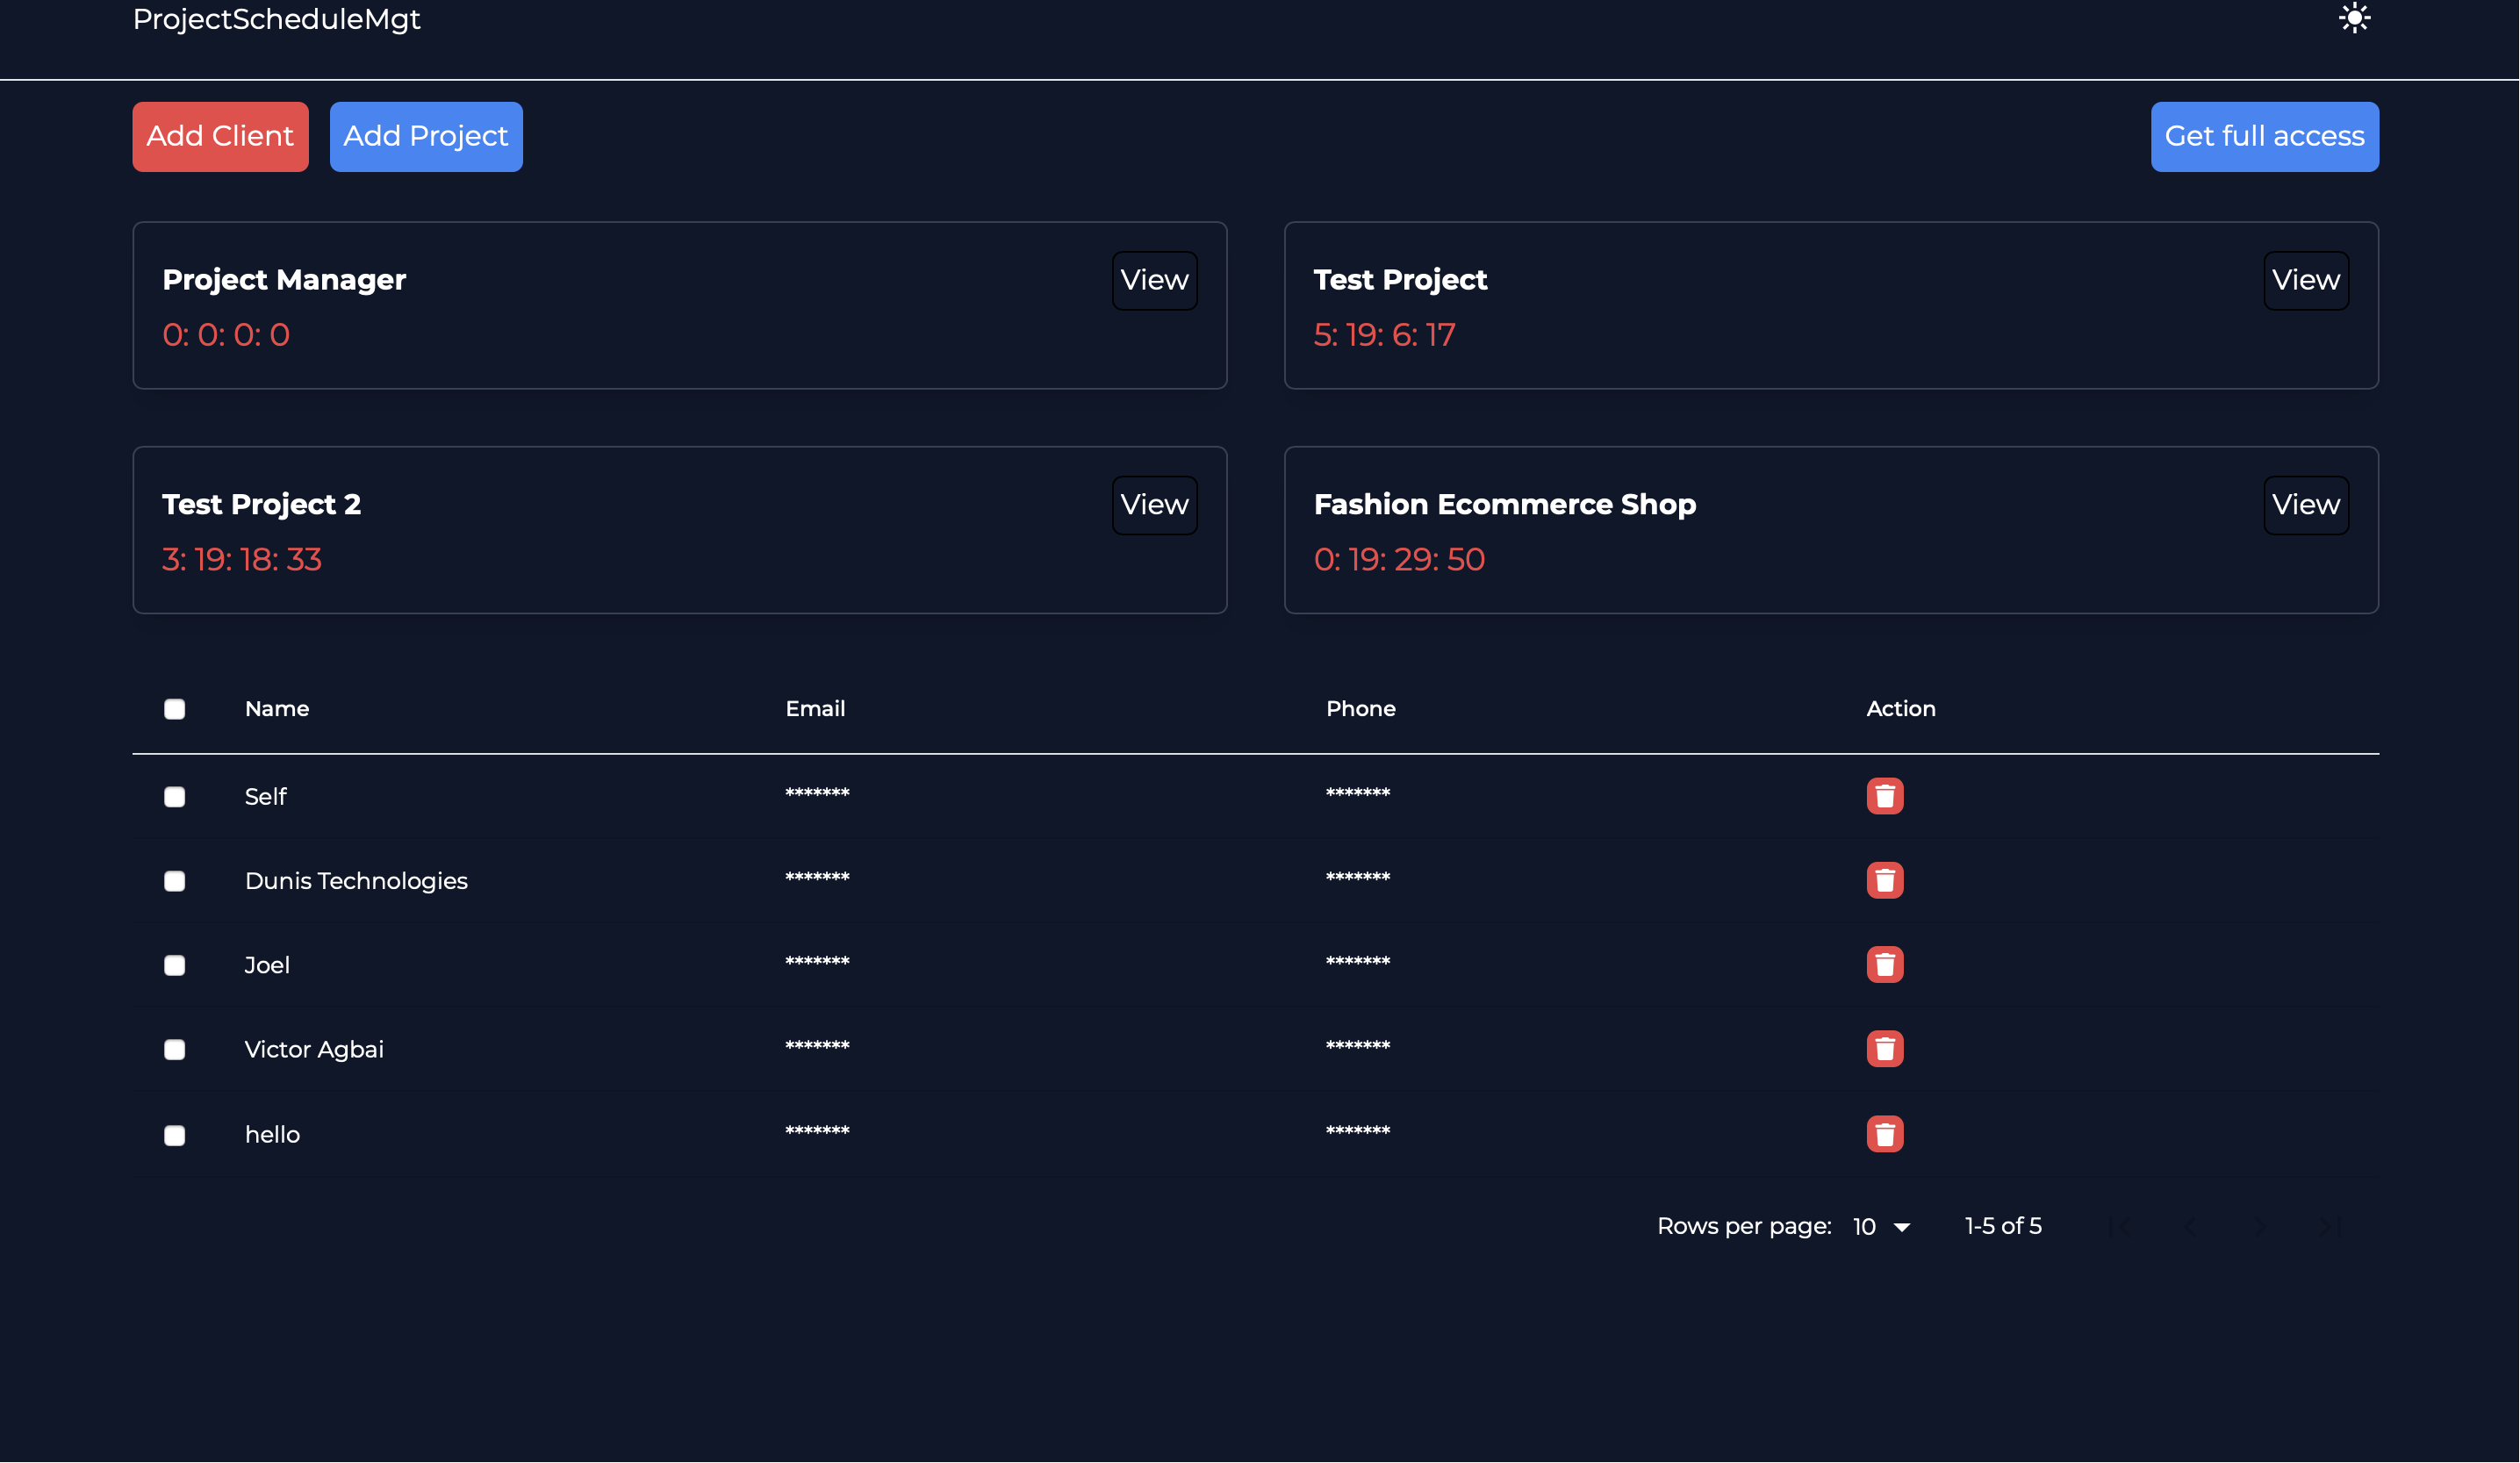 ProjectScheduleMgt
Add Client Add Project Get full access
Project Manager View
0: 0: 0: 0
Test Project View
5: 19: 6: 17
Test Project 2 View
3: 19: 18: 33
Fashion Ecommerce Shop View
0: 19: 29: 50
Name Email Phone Action
Self ******* *******
Dunis Technologies ******* *******
Joel ******* *******
Victor Agbai ******* *******
hello ******* *******
Rows per page: 10 1-5 of 5